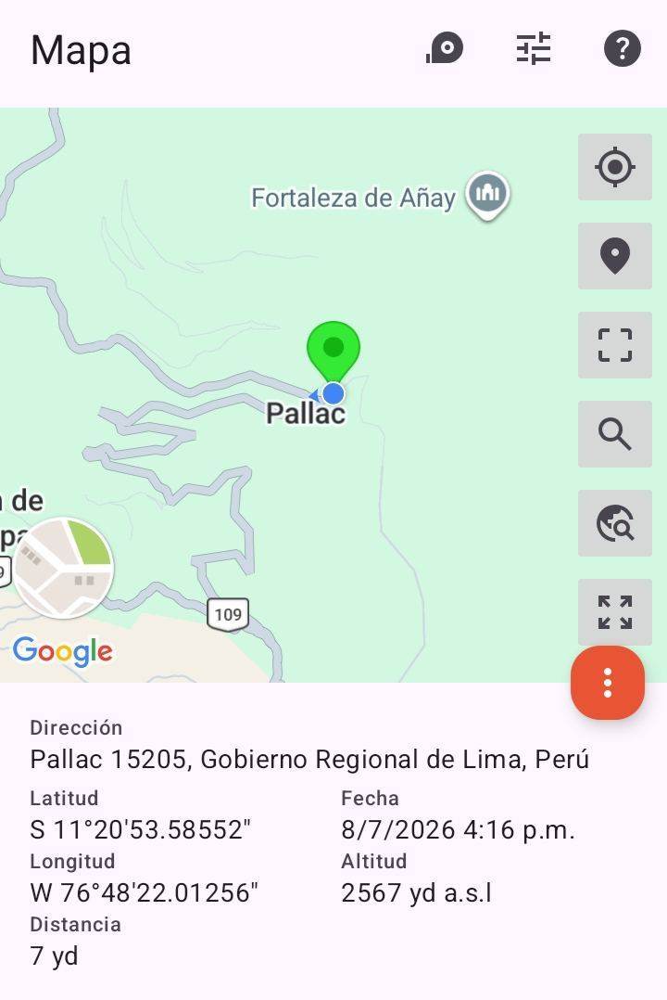 Mapa
Fortaleza de Añay
Pallac
n de
109
Google
Dirección
Pallac 15205, Gobierno Regional de Lima, Perú
Latitud
S 11°20'53.58552"
Fecha
8/7/2026 4:16 p.m.
Longitud
W 76°48'22.01256"
Altitud
2567 yd a.s.l
Distancia
7 yd